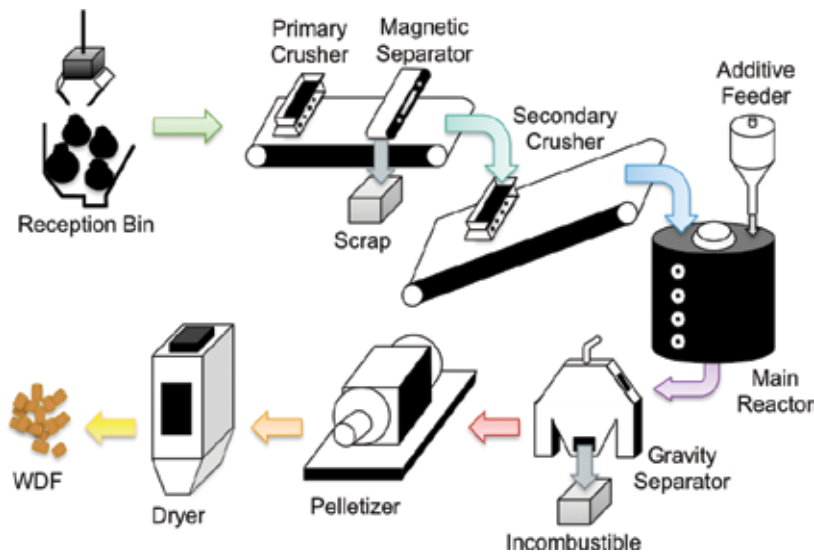 Primary
Crusher
Magnetic
Separator
Additive
Feeder
Secondary
Crusher
Reception Bin
Scrap
Main
Reactor
Gravity
Separator
WDF
Dryer
Pelletizer
Incombustible